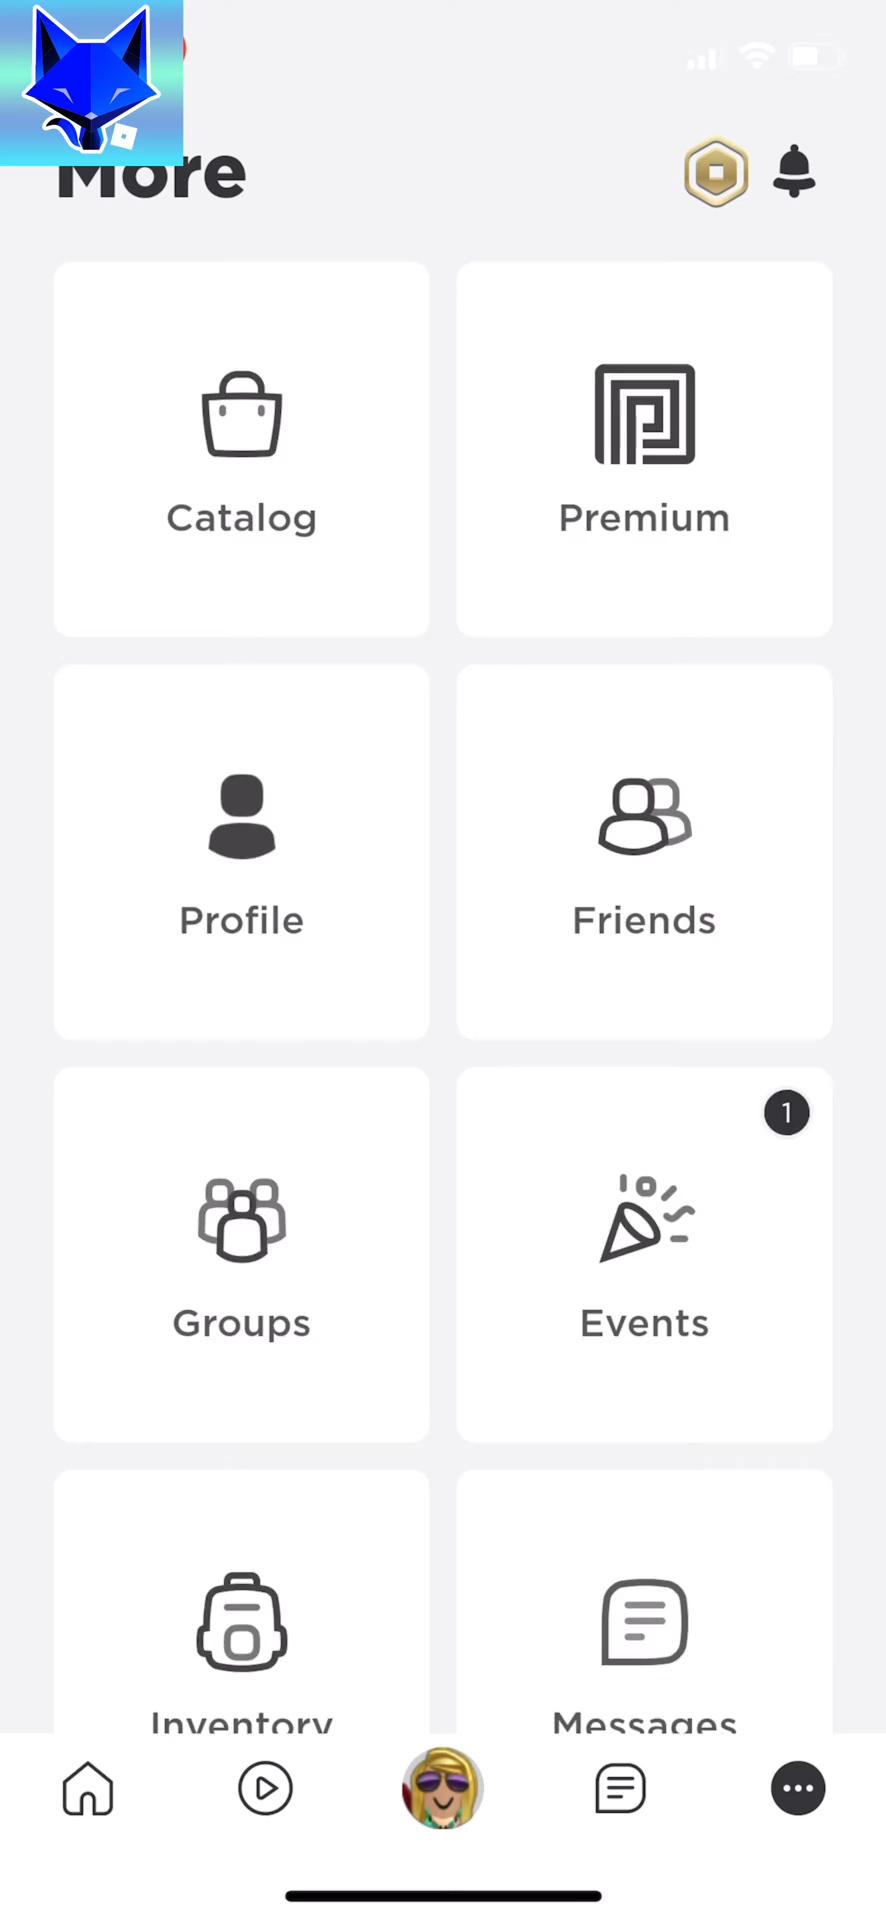 More
Catalog
Premium
Profile
Friends
1
Groups
Events
Inventory
Messages